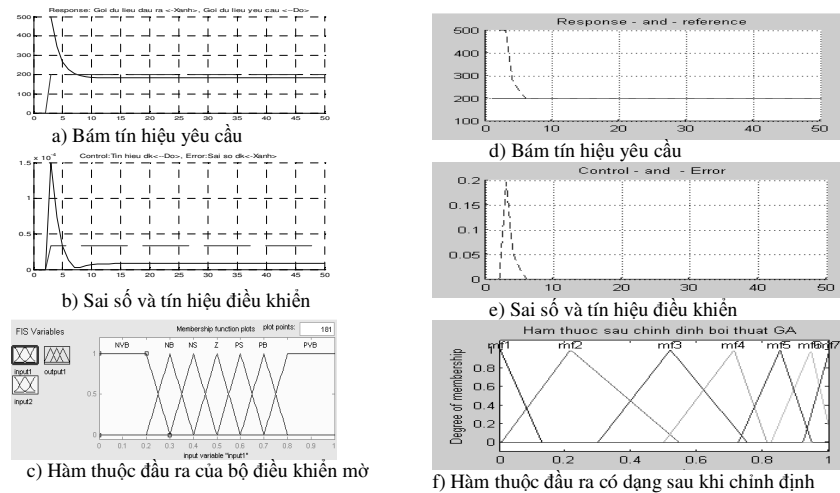 Response: Goi du lieu dau ra <-Xanh>, Goi du lieu yeu cau <--Do>
500
400
300
200
100
0
0 5 10 15 20 25 30 35 40 45 50
a) Bám tín hiệu yêu cầu
x 10⁻⁴ Control:Tin hieu dk<--Do>, Error:Sai so dk<-Xanh>
1.5
1
0.5
0
0 5 10 15 20 25 30 35 40 45 50
b) Sai số và tín hiệu điều khiển
FIS Variables
input1 output1
input2
Membership function plots plot points: 181
NVB NB NS Z PS PB PVB
1
0.5
0
0 0.1 0.2 0.3 0.4 0.5 0.6 0.7 0.8 0.9 1
input variable "input1"
c) Hàm thuộc đầu ra của bộ điều khiển mờ
Response - and - reference
500
400
300
200
100
0 10 20 30 40 50
d) Bám tín hiệu yêu cầu
Control - and - Error
0.2
0.15
0.1
0.05
0
0 10 20 30 40 50
e) Sai số và tín hiệu điều khiển
Ham thuoc sau chinh dinh boi thuat GA
mf1 mf2 mf3 mf4 mf5 mf6 mf7
Degree of membership
0.8
0.6
0.4
0.2
0
0 0.2 0.4 0.6 0.8 1
f) Hàm thuộc đầu ra có dạng sau khi chỉnh định